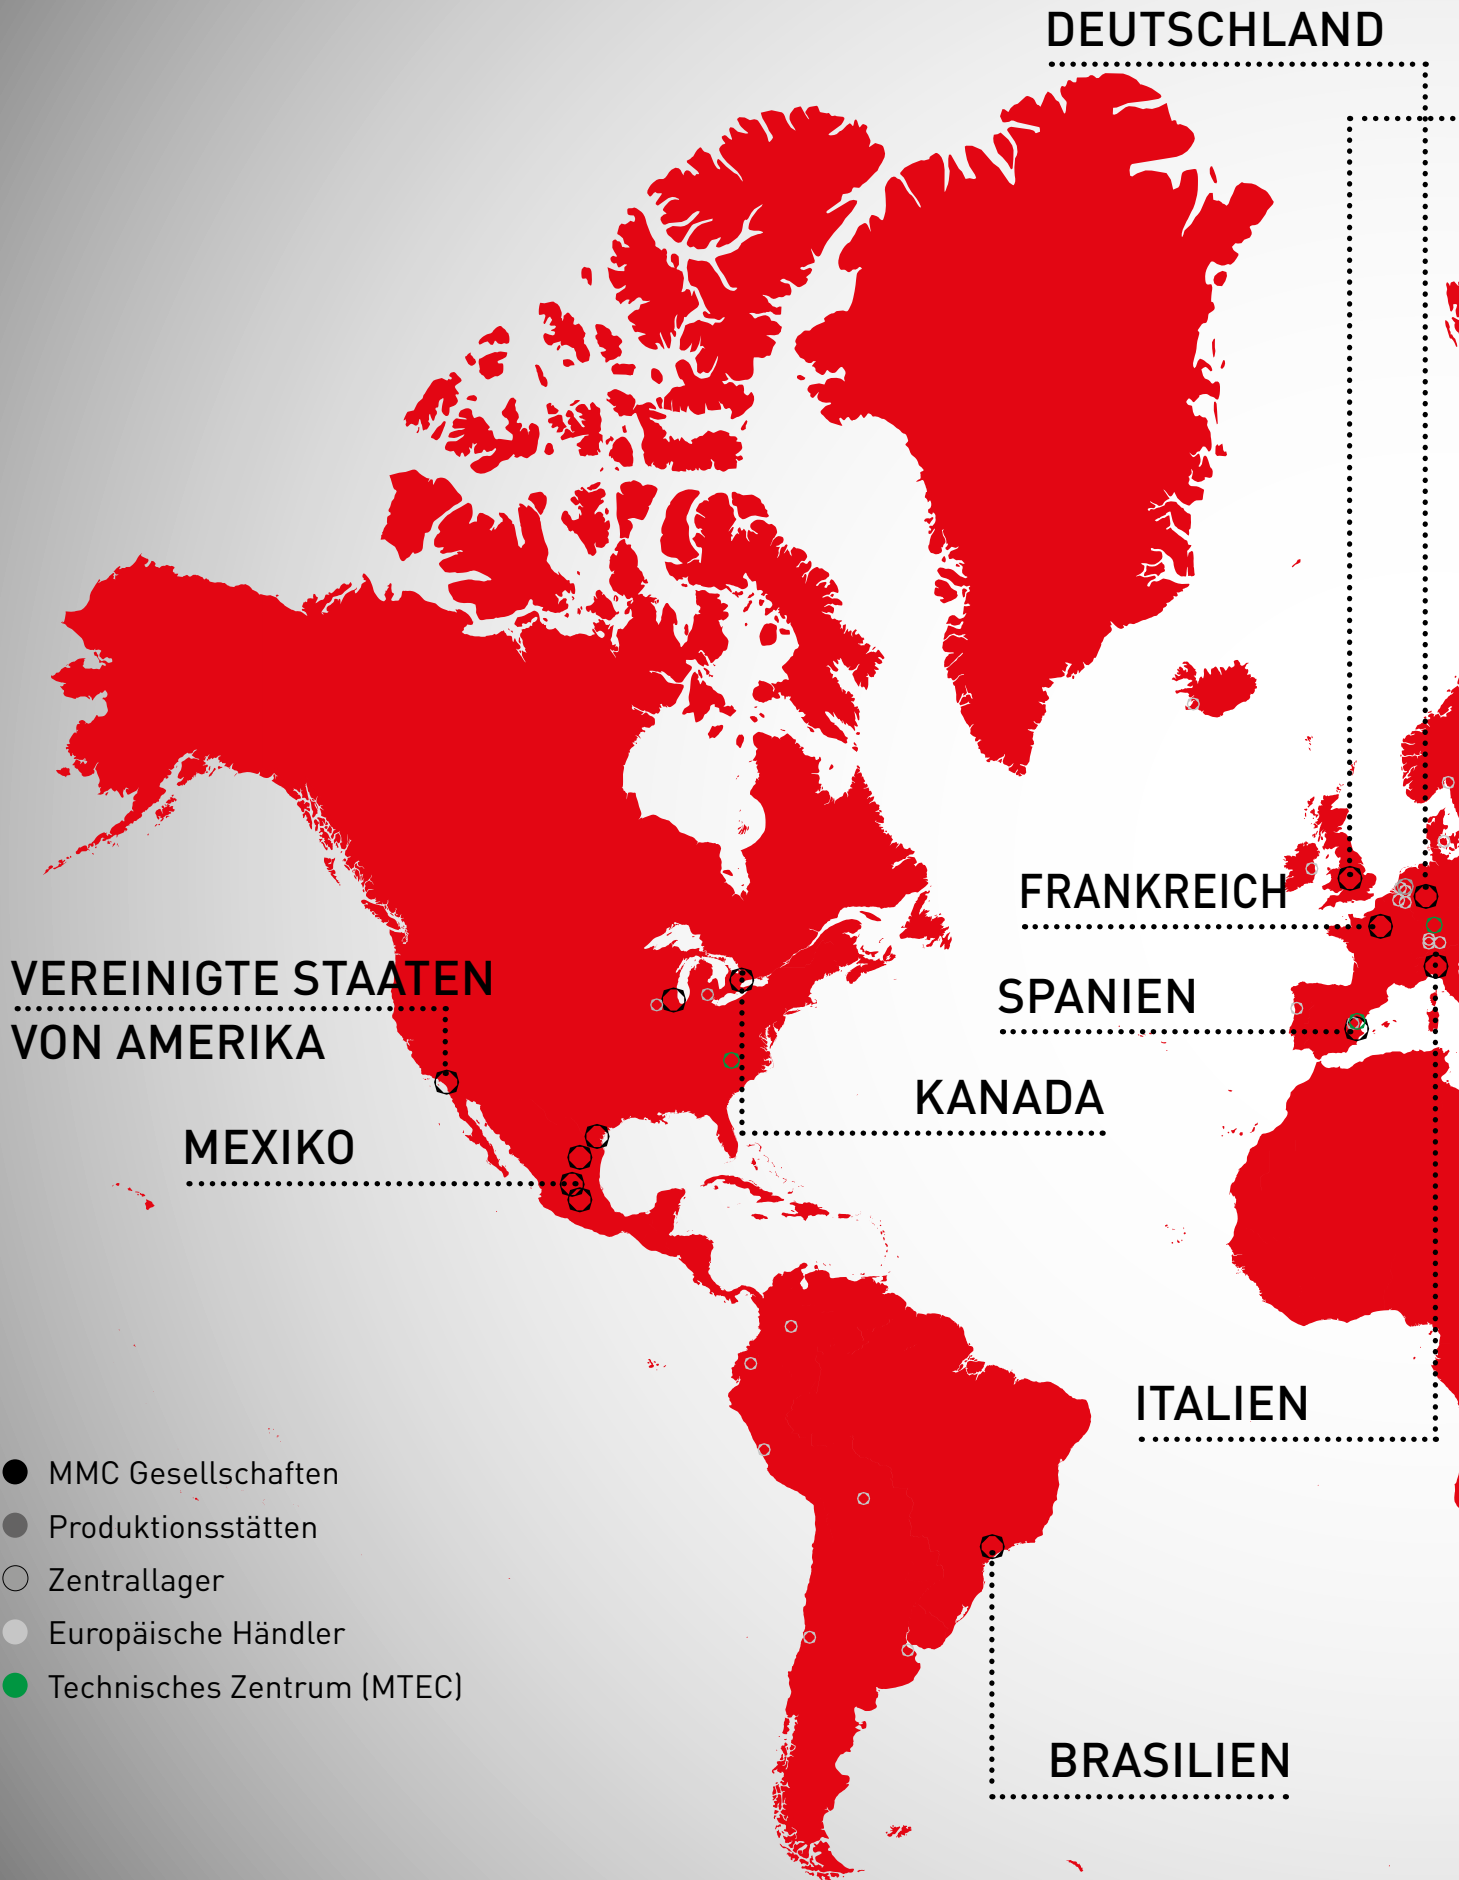 DEUTSCHLAND
FRANKREICH
VEREINIGTE STAATEN
VON AMERIKA
SPANIEN
KANADA
MEXIKO
ITALIEN
MMC Gesellschaften
Produktionsstätten
Zentrallager
Europäische Händler
Technisches Zentrum (MTEC)
BRASILIEN